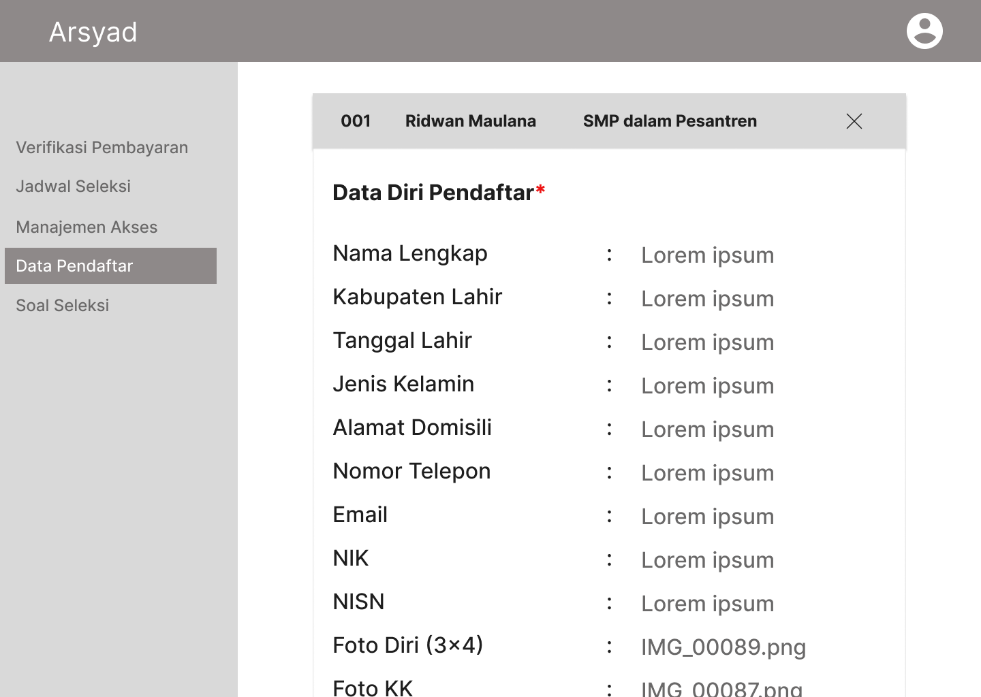 Arsyad
Verifikasi Pembayaran
Jadwal Seleksi
Manajemen Akses
Data Pendaftar
Soal Seleksi
001 Ridwan Maulana SMP dalam Pesantren
Data Diri Pendaftar*
Nama Lengkap : Lorem ipsum
Kabupaten Lahir : Lorem ipsum
Tanggal Lahir : Lorem ipsum
Jenis Kelamin : Lorem ipsum
Alamat Domisili : Lorem ipsum
Nomor Telepon : Lorem ipsum
Email : Lorem ipsum
NIK : Lorem ipsum
NISN : Lorem ipsum
Foto Diri (3×4) : IMG_00089.png
Foto KK : IMG_00087.png